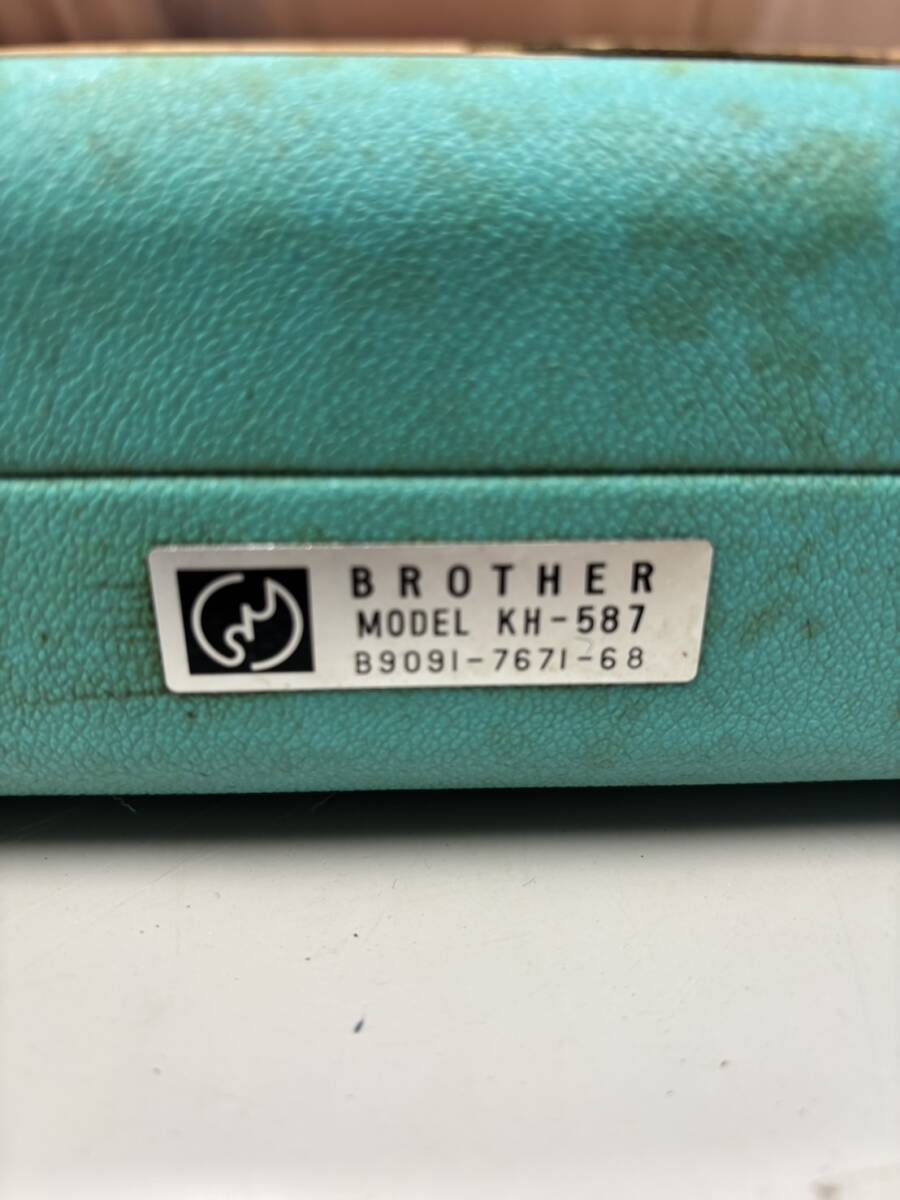 BROTHER
MODEL KH-587
B9091-7671-68